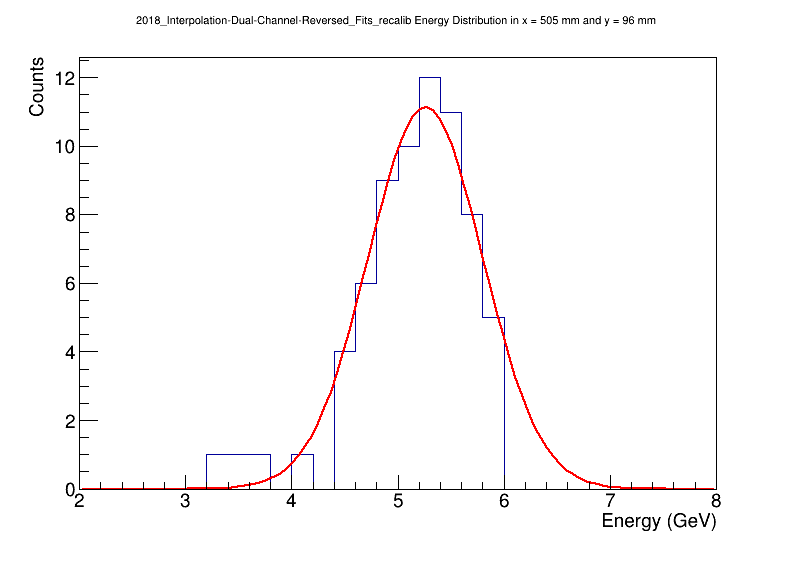 2018_Interpolation-Dual-Channel-Reversed_Fits_recalib Energy Distribution in x = 505 mm and y = 96 mm
Counts
12
10
8
6
4
2
0
2 3 4 5 6 7 8
Energy (GeV)